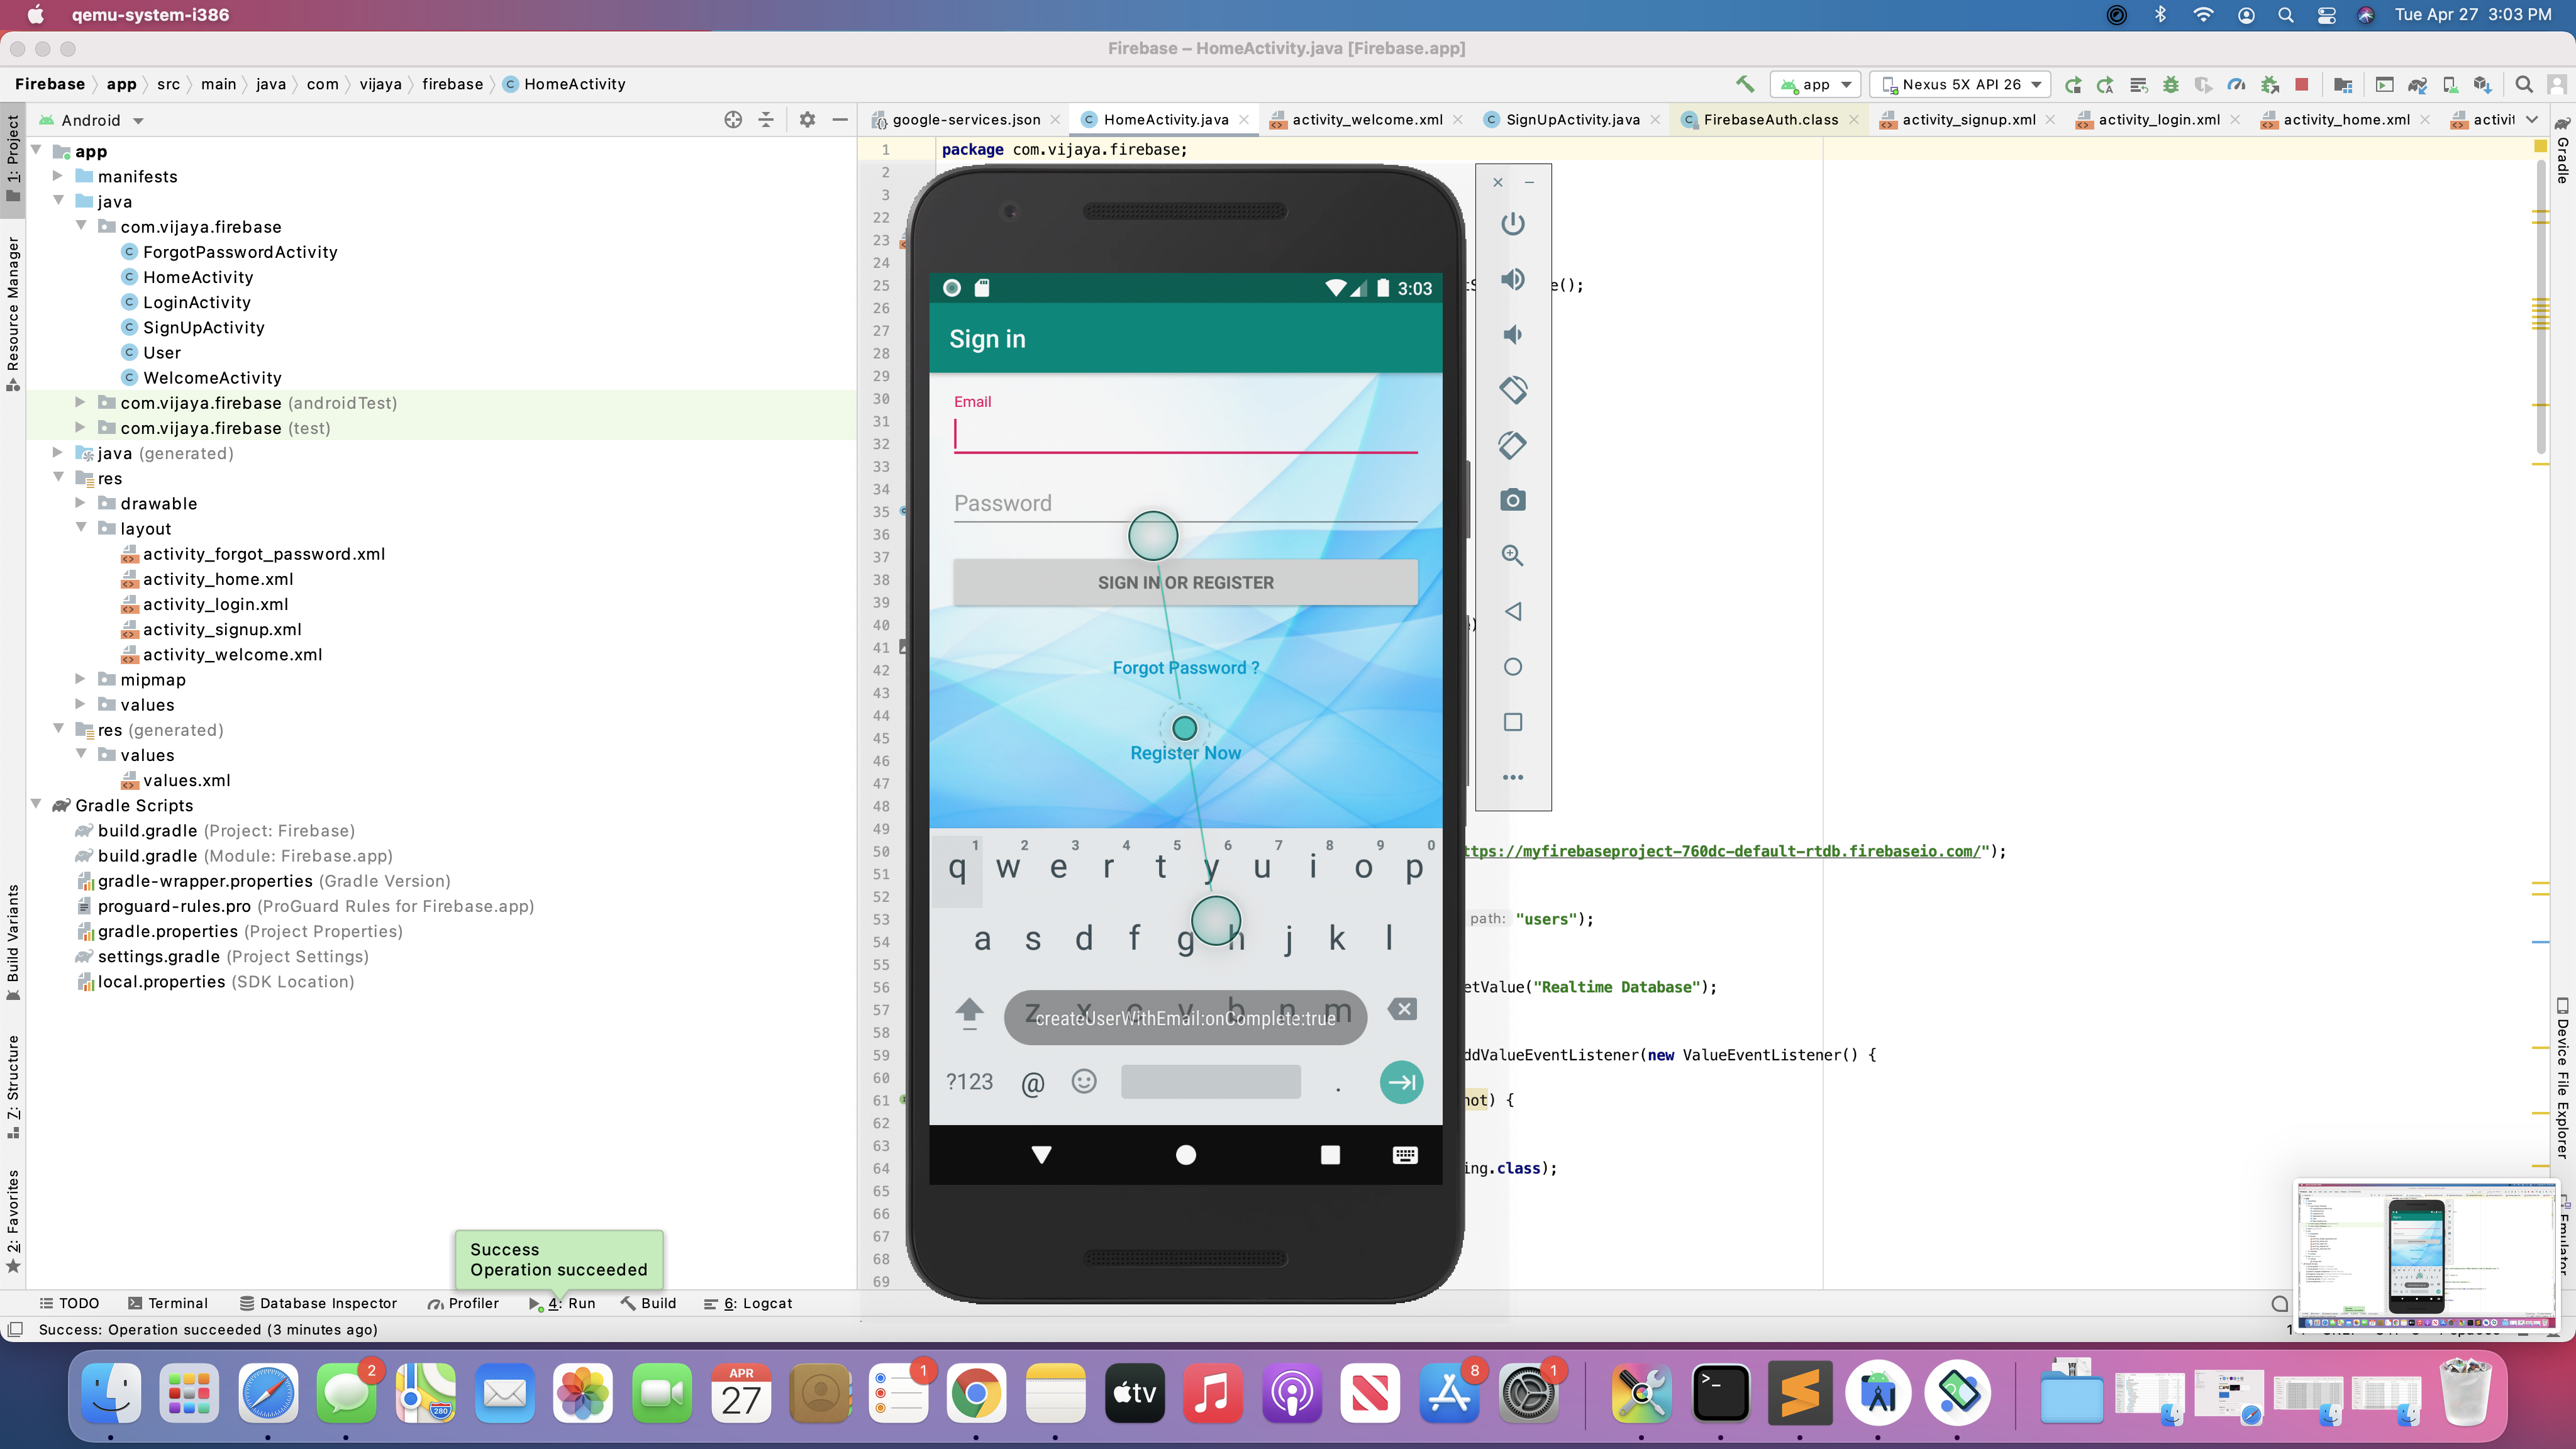 qemu-system-i386
Tue Apr 27 3:03 PM
Firebase – HomeActivity.java [Firebase.app]
Firebase
app
src
main
java
com
vijaya
firebase
HomeActivity
app
Nexus 5X API 26
1: Project
Resource Manager
Build Variants
7: Structure
2: Favorites
Android
app
manifests
java
com.vijaya.firebase
ForgotPasswordActivity
HomeActivity
LoginActivity
SignUpActivity
User
WelcomeActivity
com.vijaya.firebase (androidTest)
com.vijaya.firebase (test)
java (generated)
res
drawable
layout
activity_forgot_password.xml
activity_home.xml
activity_login.xml
activity_signup.xml
activity_welcome.xml
mipmap
values
res (generated)
values
values.xml
Gradle Scripts
build.gradle (Project: Firebase)
build.gradle (Module: Firebase.app)
gradle-wrapper.properties (Gradle Version)
proguard-rules.pro (ProGuard Rules for Firebase.app)
gradle.properties (Project Properties)
settings.gradle (Project Settings)
local.properties (SDK Location)
google-services.json
HomeActivity.java
activity_welcome.xml
SignUpActivity.java
FirebaseAuth.class
activity_signup.xml
activity_login.xml
activity_home.xml
activit
1 package com.vijaya.firebase;
2
3
22
23
24
25 e();
26
27
28
29
30
31
32
33
34
35
36
37
38
39
40
41
42
43
44
45
46
47
48
49
50 ttps://myfirebaseproject-760dc-default-rtdb.firebaseio.com/");
51
52
53 path: "users");
54
55
56 etValue("Realtime Database");
57
58
59 ddValueEventListener(new ValueEventListener() {
60
61 not) {
62
63
64 ing.class);
65
66
67
68
69
3:03
Sign in
Email
Password
SIGN IN OR REGISTER
Forgot Password ?
Register Now
1 2 3 4 5 6 7 8 9 0
q w e r t y u i o p
a s d f g h j k l
z x c v b n m
createUserWithEmail:onComplete:true
?123 @ .
Gradle
Device File Explorer
Emulator
Success
Operation succeeded
TODO
Terminal
Database Inspector
Profiler
4: Run
Build
6: Logcat
Success: Operation succeeded (3 minutes ago)
2
280
APR
27
1
tv
8
1